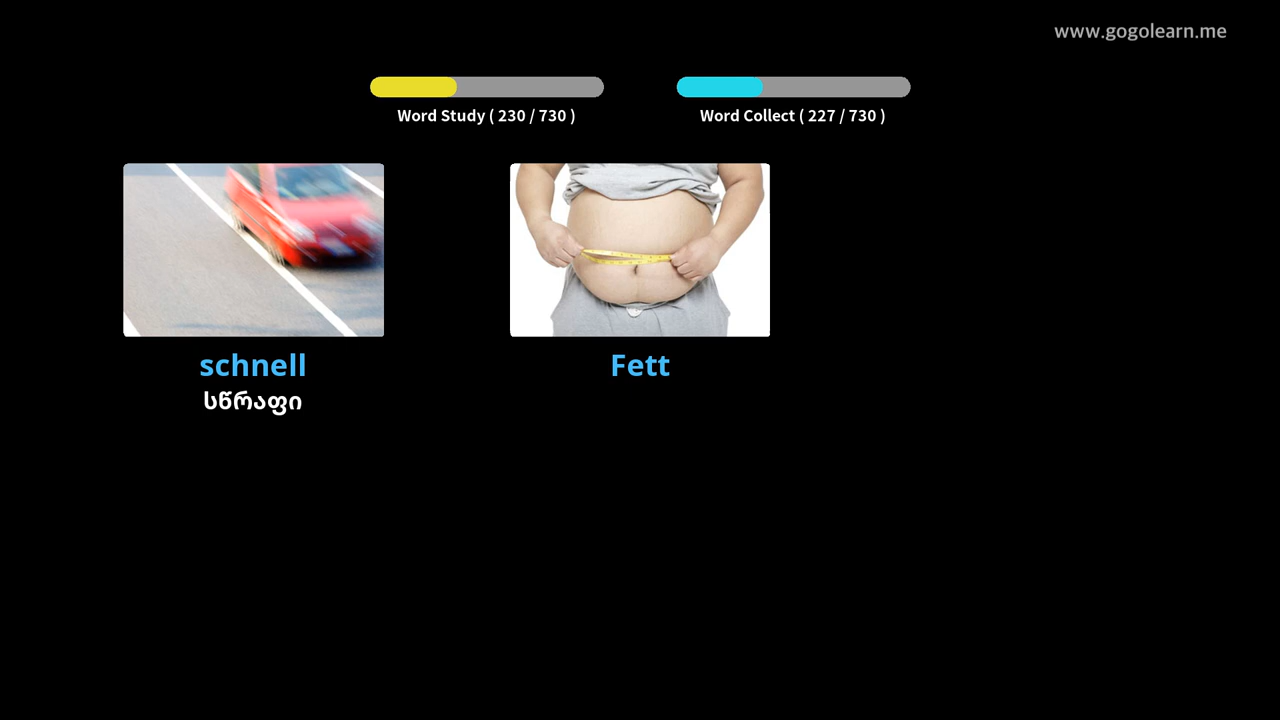 www.gogolearn.me
Word Study ( 230 / 730 )
Word Collect ( 227 / 730 )
schnell
სწრაფი
Fett